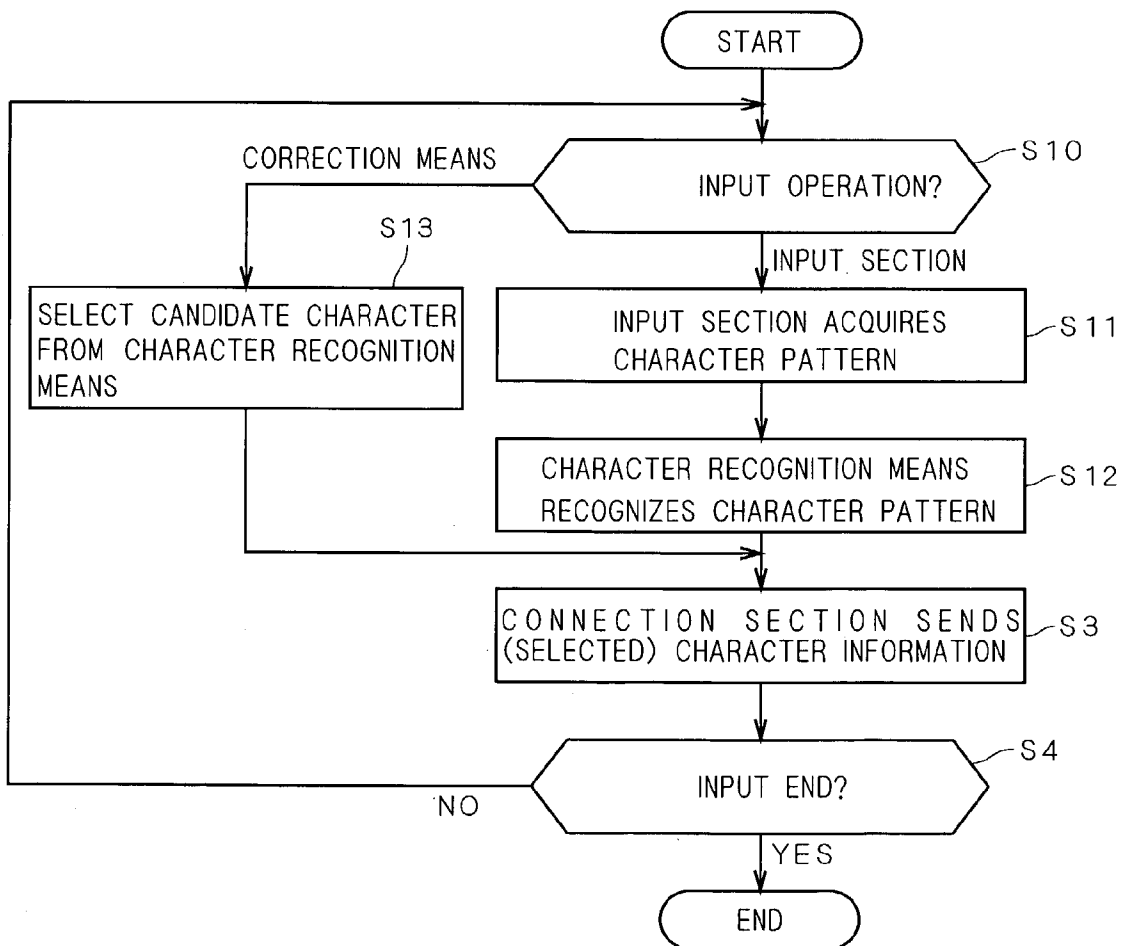 START
S10
CORRECTION MEANS
INPUT OPERATION?
S13
INPUT SECTION
SELECT CANDIDATE CHARACTER
FROM CHARACTER RECOGNITION
MEANS
INPUT SECTION ACQUIRES
CHARACTER PATTERN
S11
CHARACTER RECOGNITION MEANS
RECOGNIZES CHARACTER PATTERN
S12
CONNECTION SECTION SENDS
(SELECTED) CHARACTER INFORMATION
S3
S4
INPUT END?
NO
YES
END